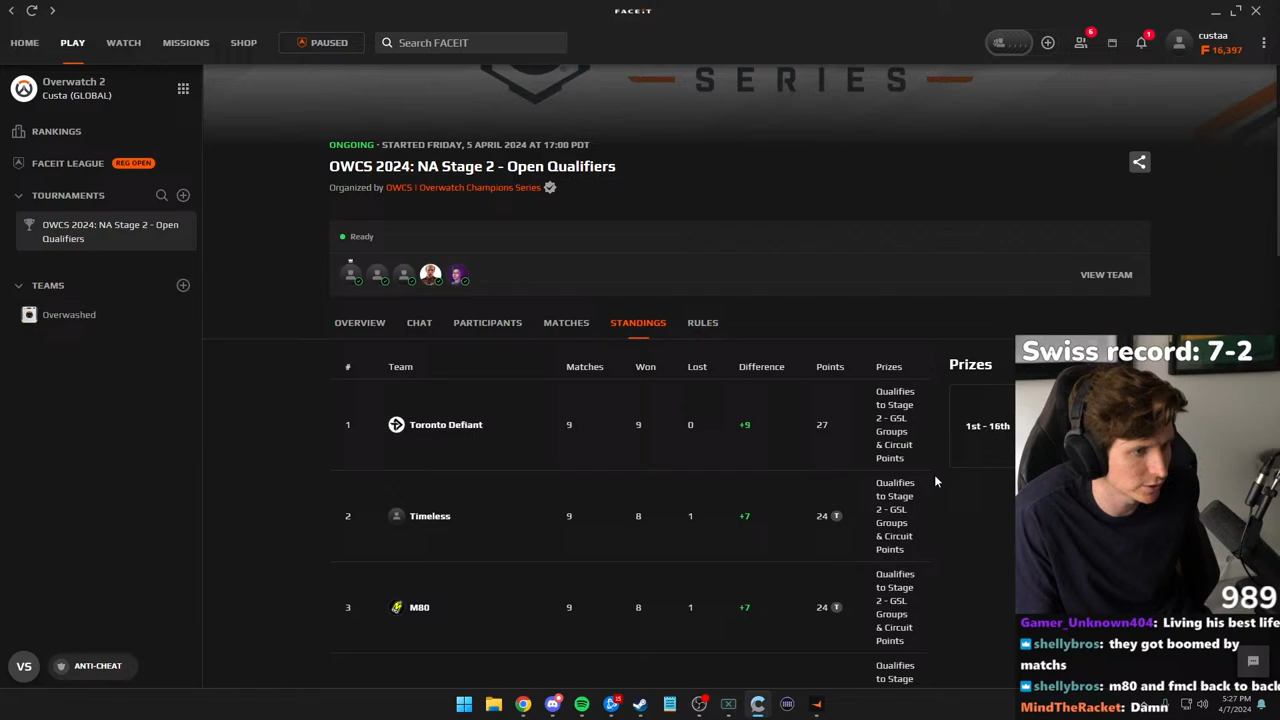 FACEIT
HOME PLAY WATCH MISSIONS SHOP PAUSED Search FACEIT 6 1 custaa
16,397
Overwatch 2
Custa (GLOBAL)
RANKINGS
FACEIT LEAGUE REG OPEN
TOURNAMENTS
OWCS 2024: NA Stage 2 - Open
Qualifiers
TEAMS
Overwashed
SERIES
ONGOING · STARTED FRIDAY, 5 APRIL 2024 AT 17:00 PDT
OWCS 2024: NA Stage 2 - Open Qualifiers
Organized by OWCS | Overwatch Champions Series
Ready
VIEW TEAM
OVERVIEW CHAT PARTICIPANTS MATCHES STANDINGS RULES
# Team Matches Won Lost Difference Points Prizes
1 Toronto Defiant 9 9 0 +9 27
Qualifies
to Stage
2 - GSL
Groups
& Circuit
Points
2 Timeless 9 8 1 +7 24 T
Qualifies
to Stage
2 - GSL
Groups
& Circuit
Points
3 M80 9 8 1 +7 24 T
Qualifies
to Stage
2 - GSL
Groups
& Circuit
Points
Qualifies
to Stage
Prizes
1st - 16th
Swiss record: 7-2
989
Gamer_Unknown404: Living his best life
shellybros: they got boomed by
matchs
shellybros: m80 and fmcl back to back
MindTheRacket: Damn
VS ANTI-CHEAT
15
5:27 PM
4/7/2024